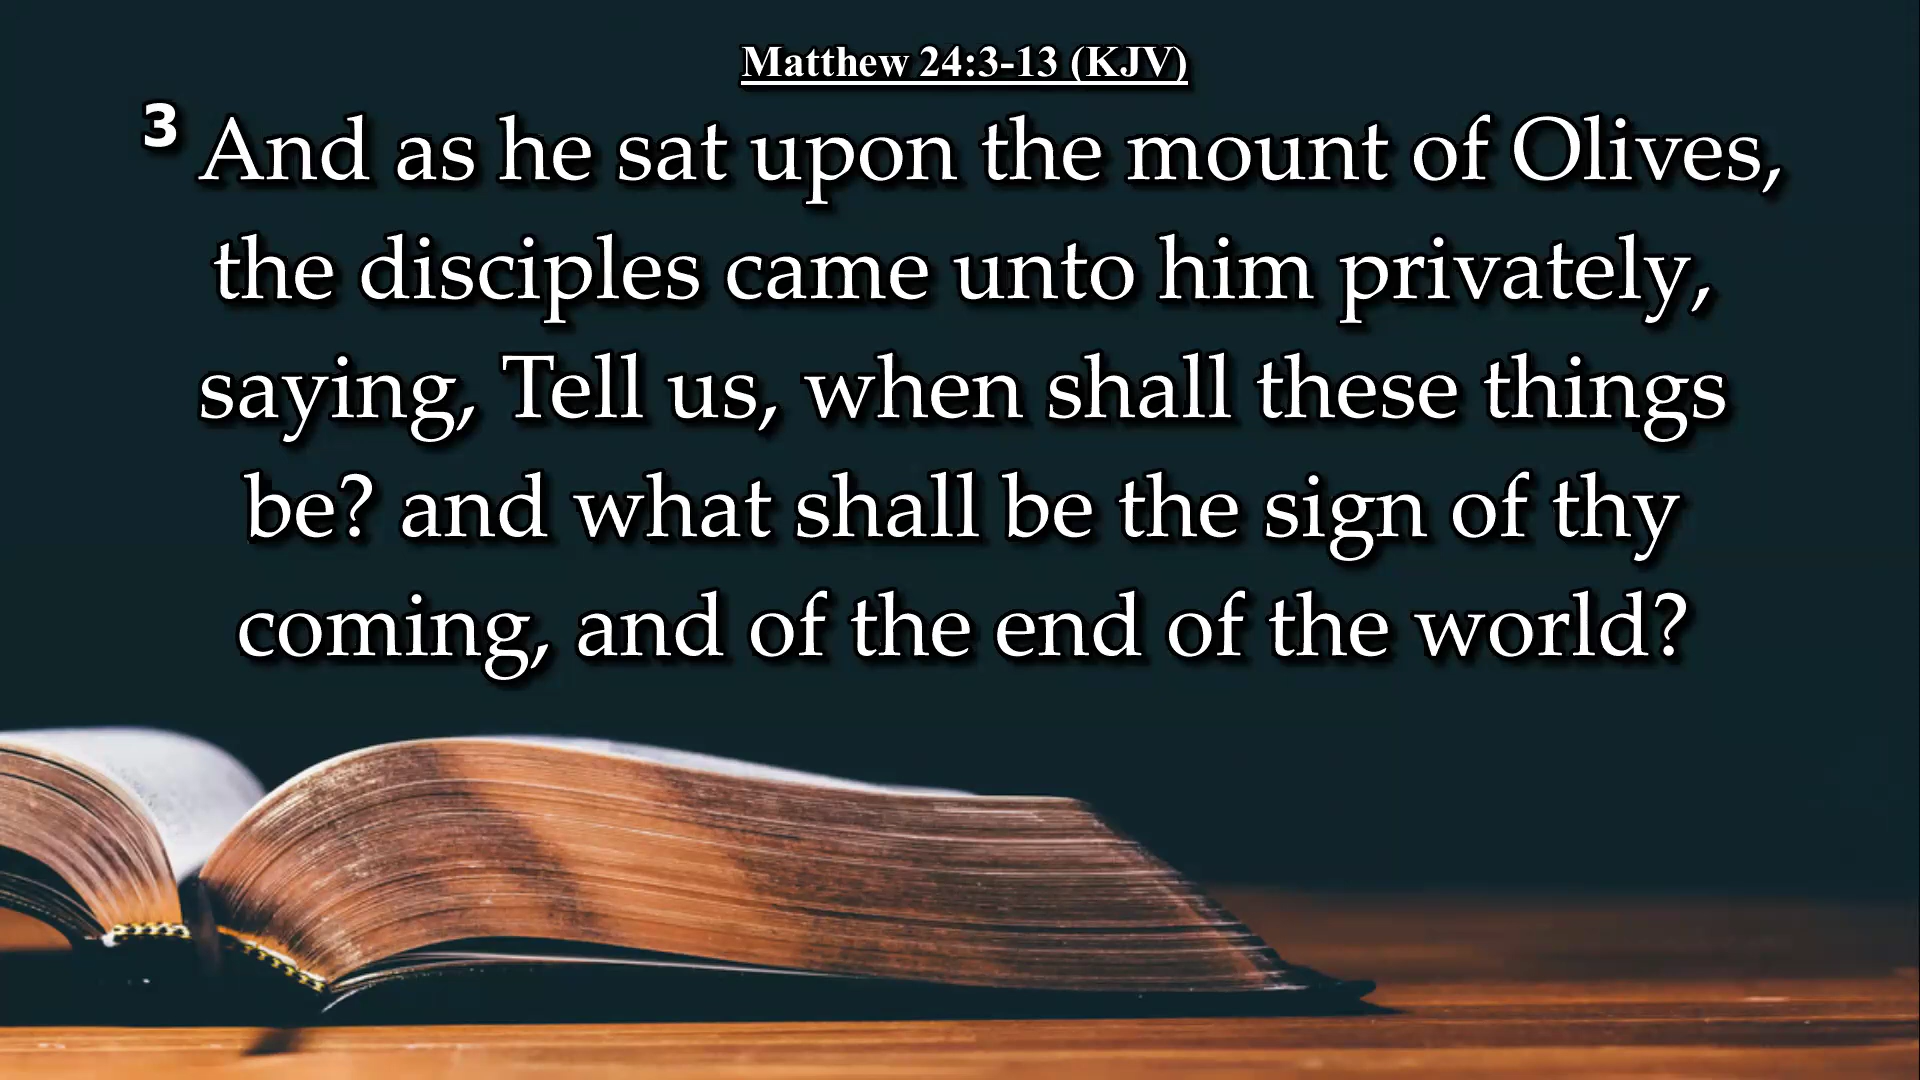 Matthew 24:3-13 (KJV)
3 And as he sat upon the mount of Olives,
the disciples came unto him privately,
saying, Tell us, when shall these things
be? and what shall be the sign of thy
coming, and of the end of the world?